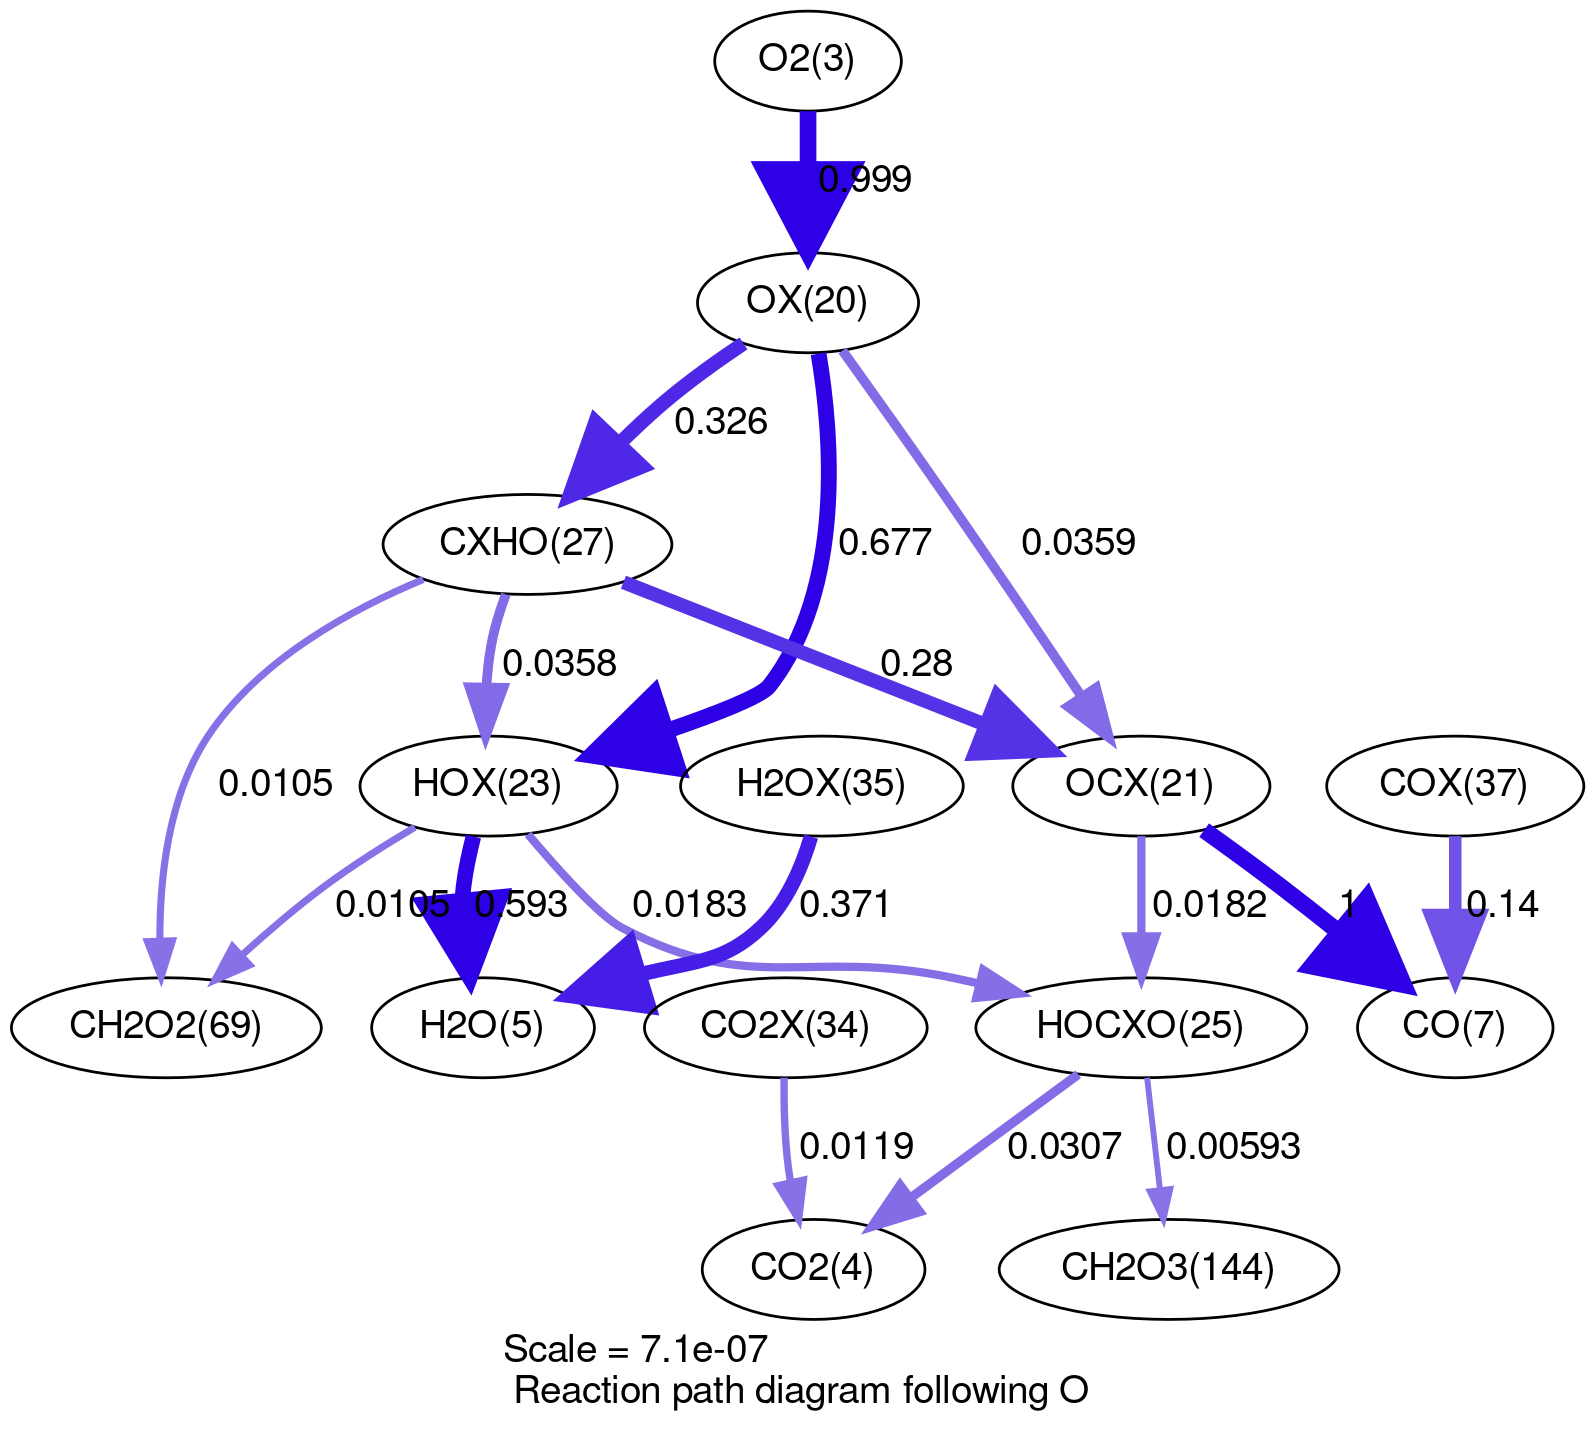 O2(3)
0.999
OX(20)
0.326
CXHO(27)
0.677
0.0359
0.0358
0.28
0.0105
HOX(23)
H2OX(35)
OCX(21)
COX(37)
0.0105
0.593
0.0183
0.371
0.0182
1
0.14
CH2O2(69)
H2O(5)
CO2X(34)
HOCXO(25)
CO(7)
0.0119
0.0307
0.00593
CO2(4)
CH2O3(144)
Scale = 7.1e-07
Reaction path diagram following O